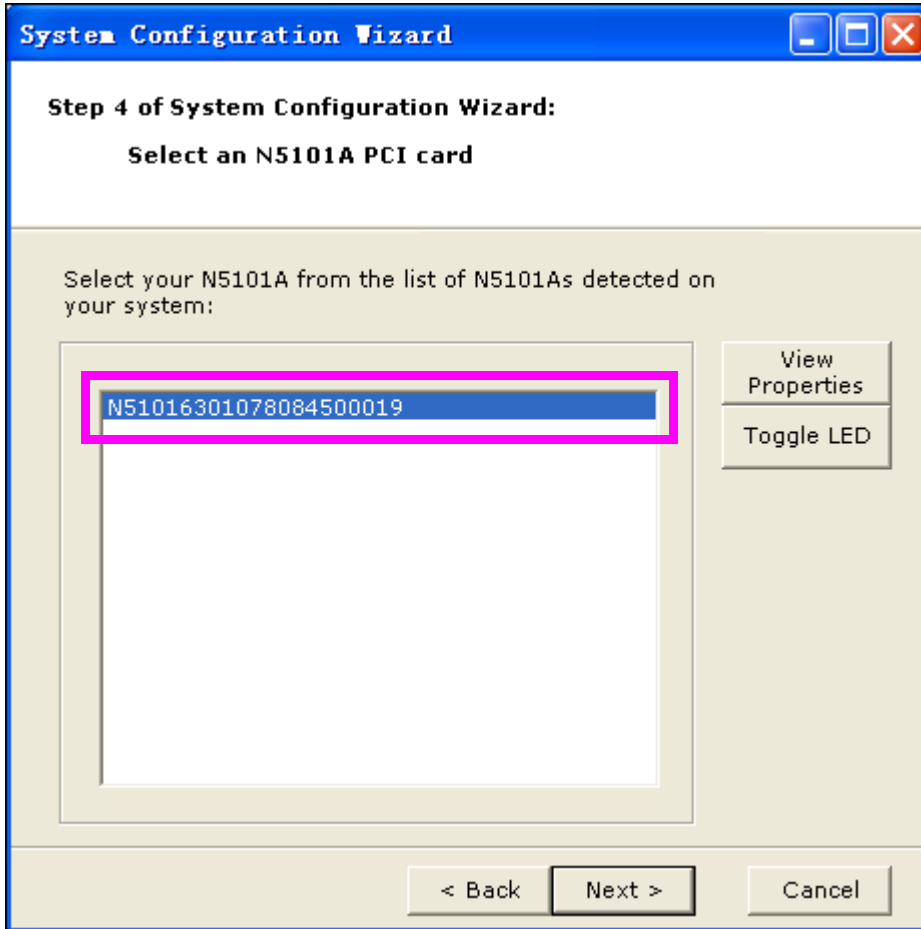 System Configuration Wizard
Step 4 of System Configuration Wizard:
Select an N5101A PCI card
Select your N5101A from the list of N5101As detected on
your system:
N51016301078084500019
View
Properties
Toggle LED
< Back
Next >
Cancel